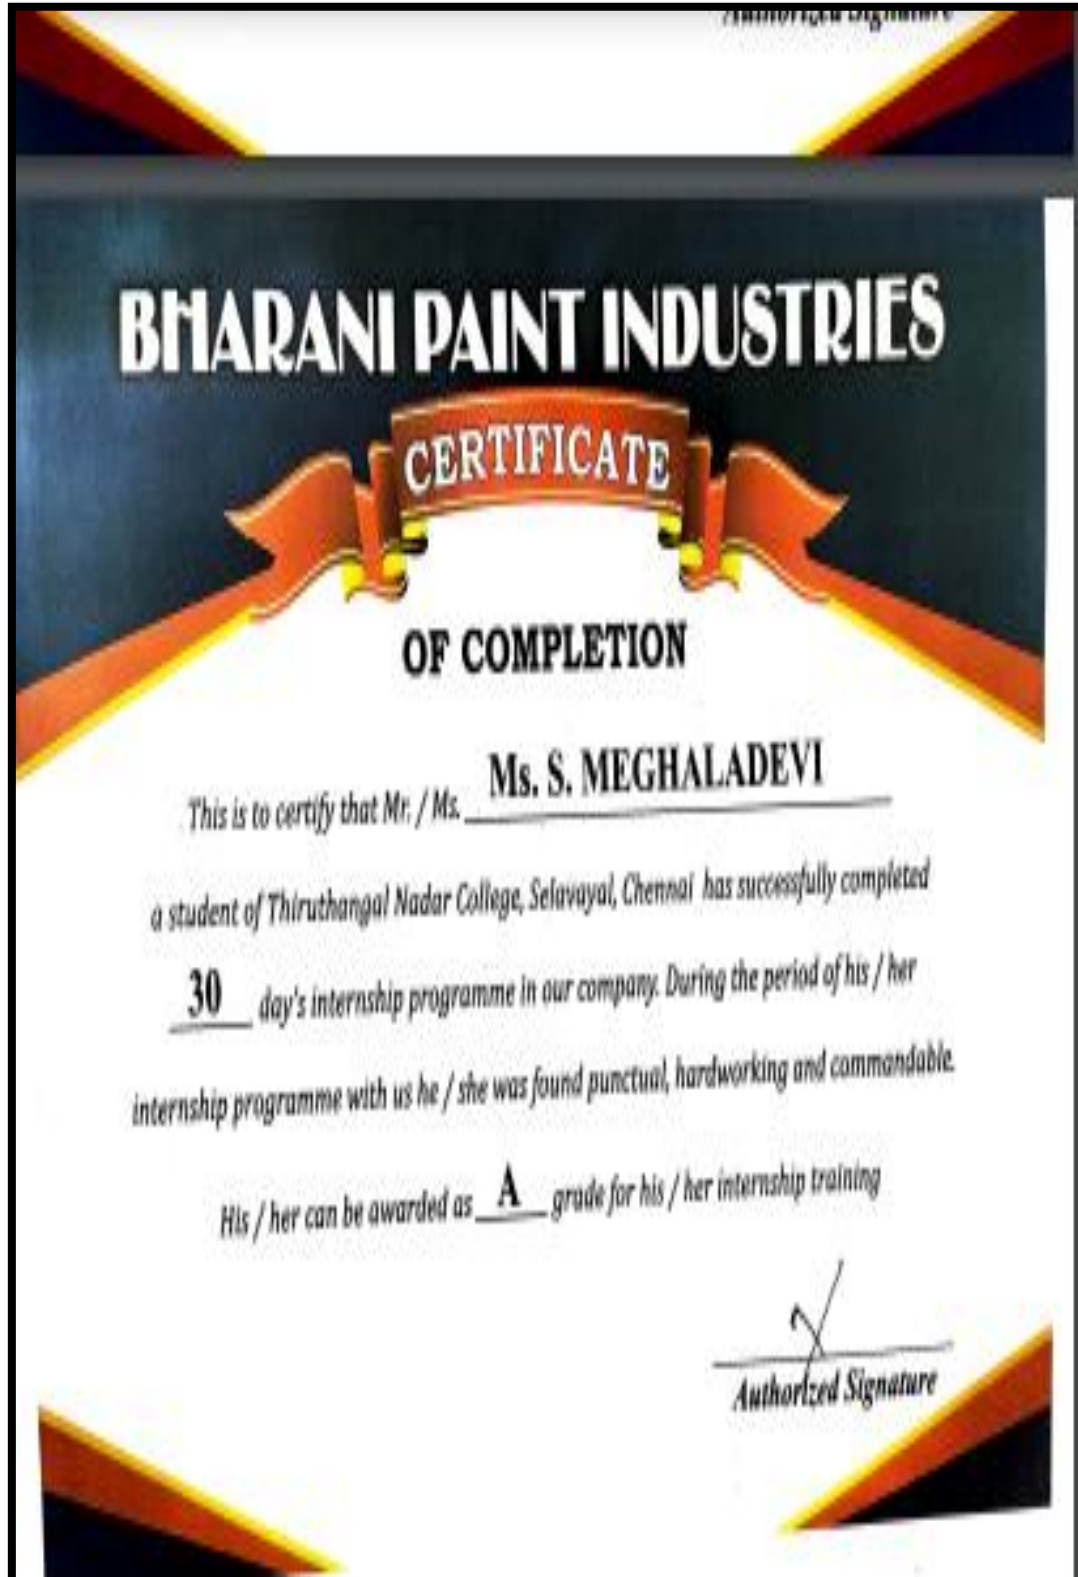 Authorized Signature
BHARANI PAINT INDUSTRIES
CERTIFICATE
OF COMPLETION
This is to certify that Mr. / Ms. Ms. S. MEGHALADEVI
a student of Thiruthangal Nadar College, Selavayal, Chennai has successfully completed
30 day's internship programme in our company. During the period of his / her
internship programme with us he / she was found punctual, hardworking and commandable.
His / her can be awarded as A grade for his / her internship training
Authorized Signature